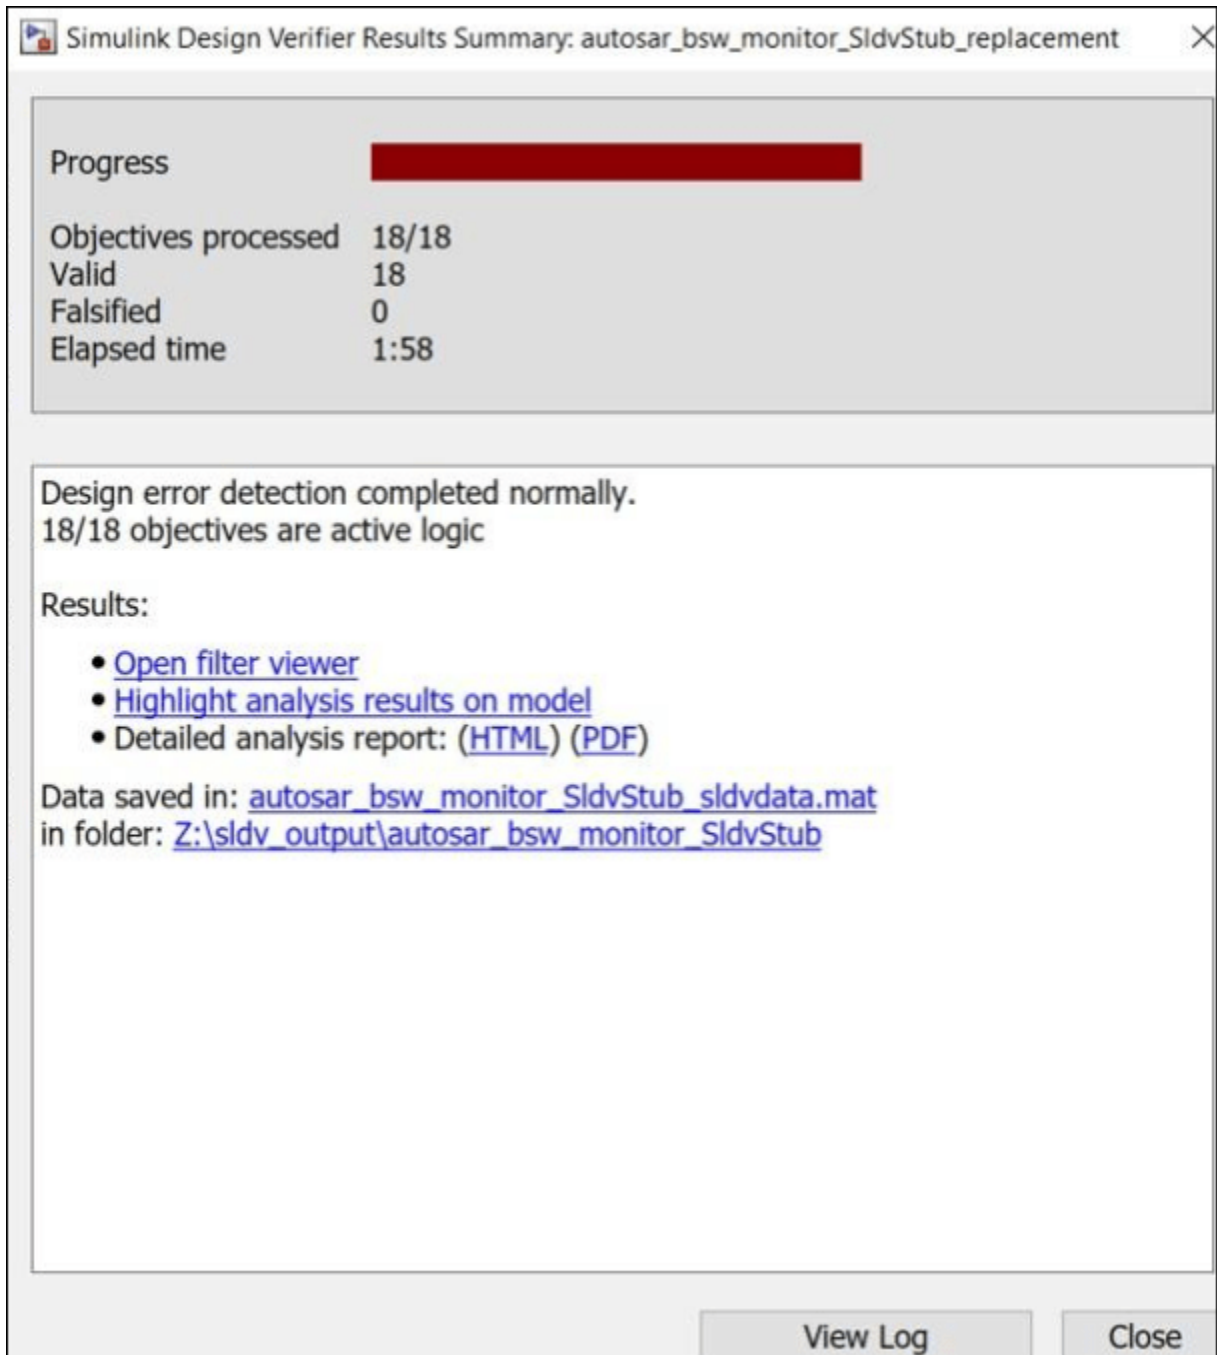 Simulink Design Verifier Results Summary: autosar_bsw_monitor_SldvStub_replacement
Progress
Objectives processed 18/18
Valid 18
Falsified 0
Elapsed time 1:58
Design error detection completed normally.
18/18 objectives are active logic
Results:
• Open filter viewer
• Highlight analysis results on model
• Detailed analysis report: (HTML) (PDF)
Data saved in: autosar_bsw_monitor_SldvStub_sldvdata.mat
in folder: Z:\sldv_output\autosar_bsw_monitor_SldvStub
View Log Close